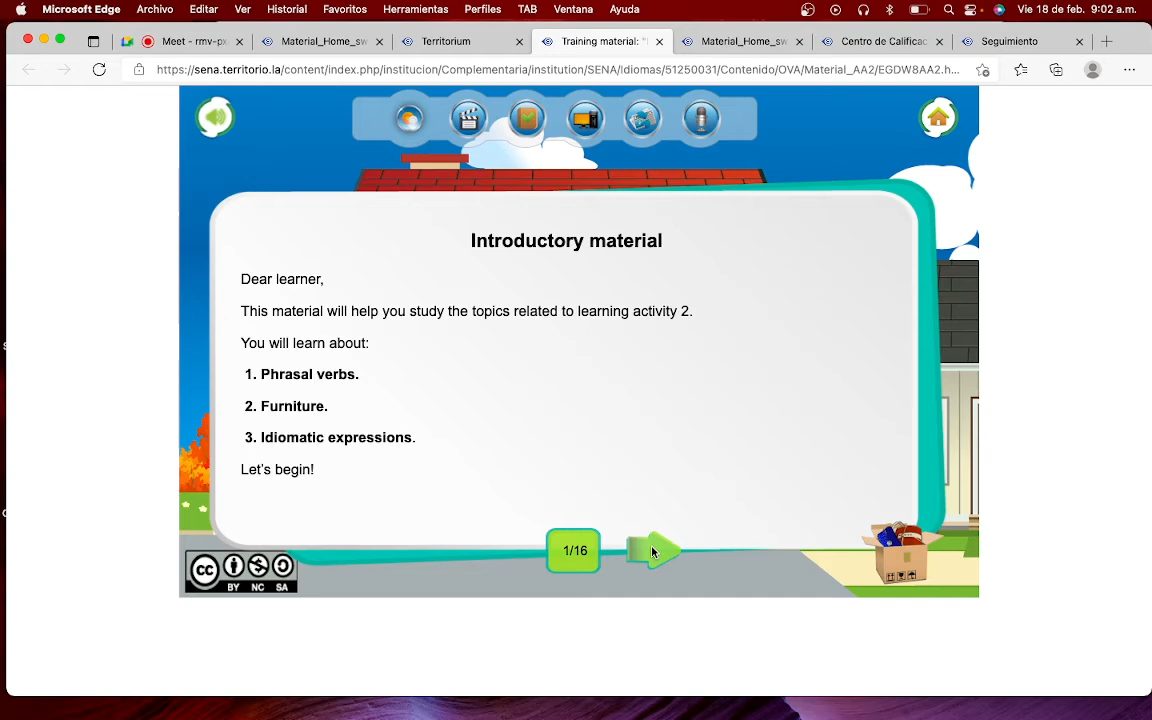 Microsoft Edge Archivo Editar Ver Historial Favoritos Herramientas Perfiles TAB Ventana Ayuda Vie 18 de feb. 9:02 a.m.
Meet - rmv-px Material_Home_sw Territorium Training material: " Material_Home_sw Centro de Calificac Seguimiento
https://sena.territorio.la/content/index.php/institucion/Complementaria/institution/SENA/Idiomas/51250031/Contenido/OVA/Material_AA2/EGDW8AA2.h...
Introductory material
Dear learner,
This material will help you study the topics related to learning activity 2.
You will learn about:
1. Phrasal verbs.
2. Furniture.
3. Idiomatic expressions.
Let's begin!
1/16
cc
BY NC SA